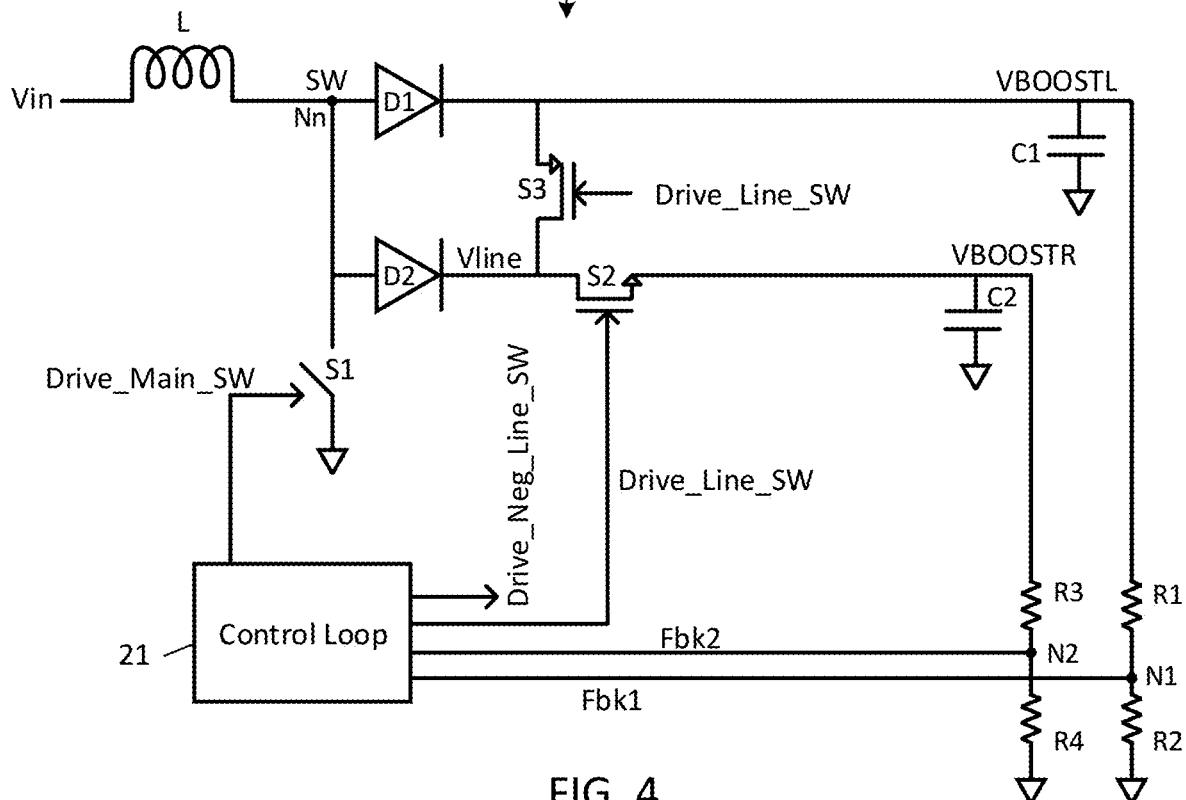 L
Vin
SW
Nn
D1
VBOOSTL
C1
S3
Drive_Line_SW
D2
Vline
S2
VBOOSTR
C2
S1
Drive_Main_SW
Drive_Neg_Line_SW
Drive_Line_SW
Control Loop
21
Fbk2
Fbk1
R3
R1
N2
N1
R4
R2
FIG. 4